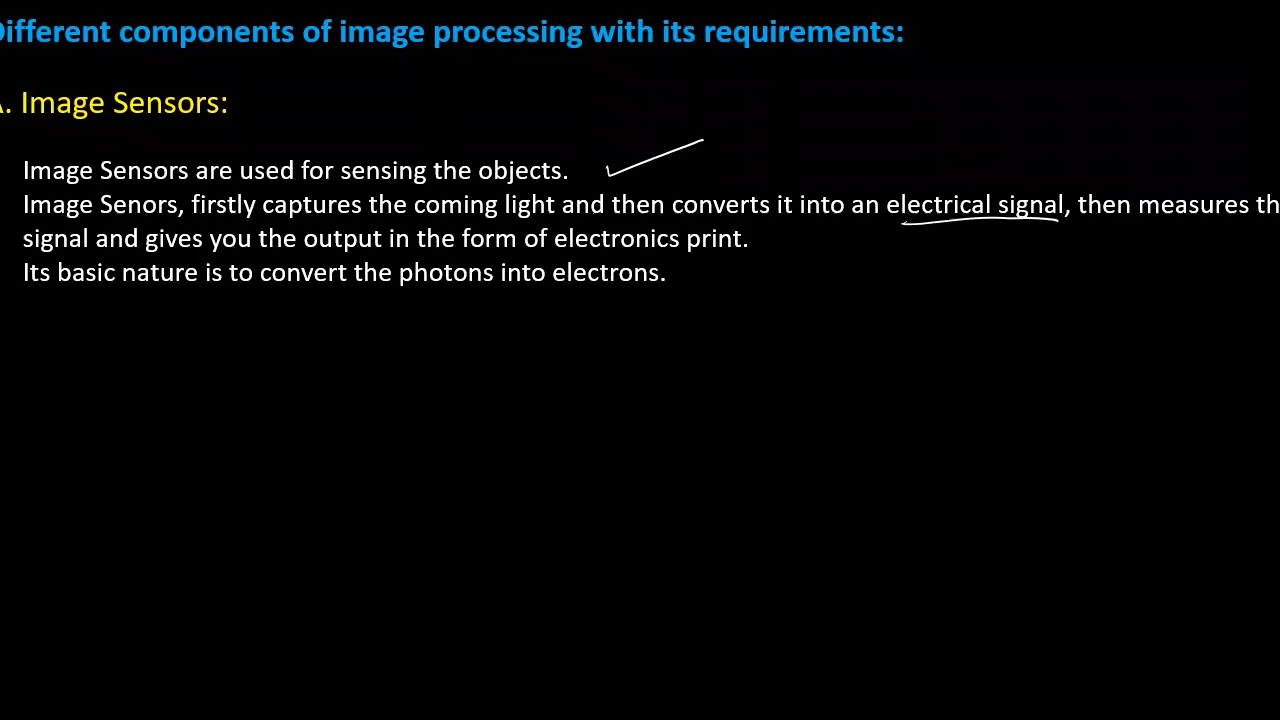 Different components of image processing with its requirements:
A. Image Sensors:
Image Sensors are used for sensing the objects.
Image Senors, firstly captures the coming light and then converts it into an electrical signal, then measures th
signal and gives you the output in the form of electronics print.
Its basic nature is to convert the photons into electrons.